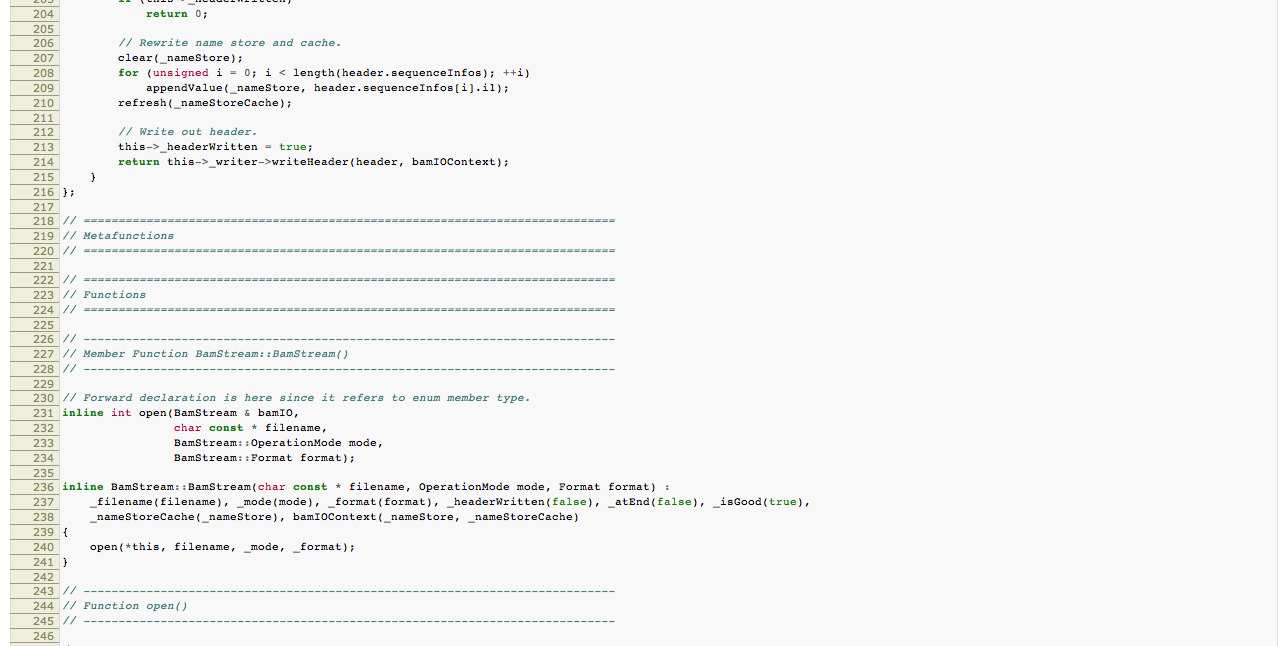 203         if (this->_headerWritten)
204             return 0;
205
206         // Rewrite name store and cache.
207         clear(_nameStore);
208         for (unsigned i = 0; i < length(header.sequenceInfos); ++i)
209             appendValue(_nameStore, header.sequenceInfos[i].i1);
210         refresh(_nameStoreCache);
211
212         // Write out header.
213         this->_headerWritten = true;
214         return this->_writer->writeHeader(header, bamIOContext);
215     }
216 };
217
218 // ============================================================================
219 // Metafunctions
220 // ============================================================================
221
222 // ============================================================================
223 // Functions
224 // ============================================================================
225
226 // ----------------------------------------------------------------------------
227 // Member Function BamStream::BamStream()
228 // ----------------------------------------------------------------------------
229
230 // Forward declaration is here since it refers to enum member type.
231 inline int open(BamStream & bamIO,
232                 char const * filename,
233                 BamStream::OperationMode mode,
234                 BamStream::Format format);
235
236 inline BamStream::BamStream(char const * filename, OperationMode mode, Format format) :
237     _filename(filename), _mode(mode), _format(format), _headerWritten(false), _atEnd(false), _isGood(true),
238     _nameStoreCache(_nameStore), bamIOContext(_nameStore, _nameStoreCache)
239 {
240     open(*this, filename, _mode, _format);
241 }
242
243 // ----------------------------------------------------------------------------
244 // Function open()
245 // ----------------------------------------------------------------------------
246